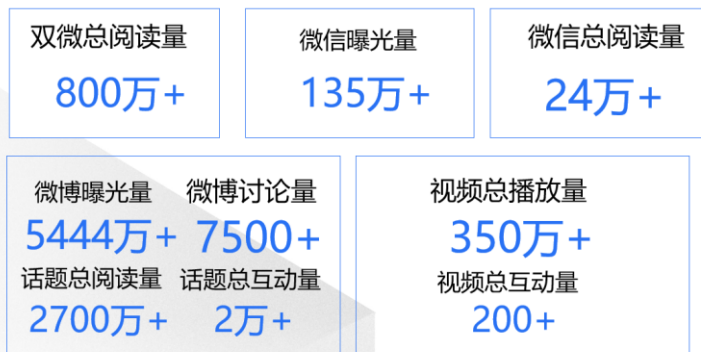 双微总阅读量
800万+
微信曝光量
135万+
微信总阅读量
24万+
微博曝光量 微博讨论量
5444万+ 7500+
话题总阅读量 话题总互动量
2700万+ 2万+
视频总播放量
350万+
视频总互动量
200+